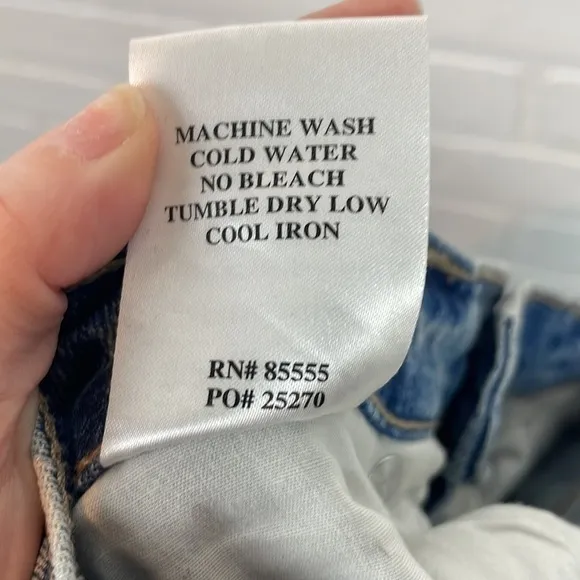 MACHINE WASH
COLD WATER
NO BLEACH
TUMBLE DRY LOW
COOL IRON
RN# 85555
PO# 25270